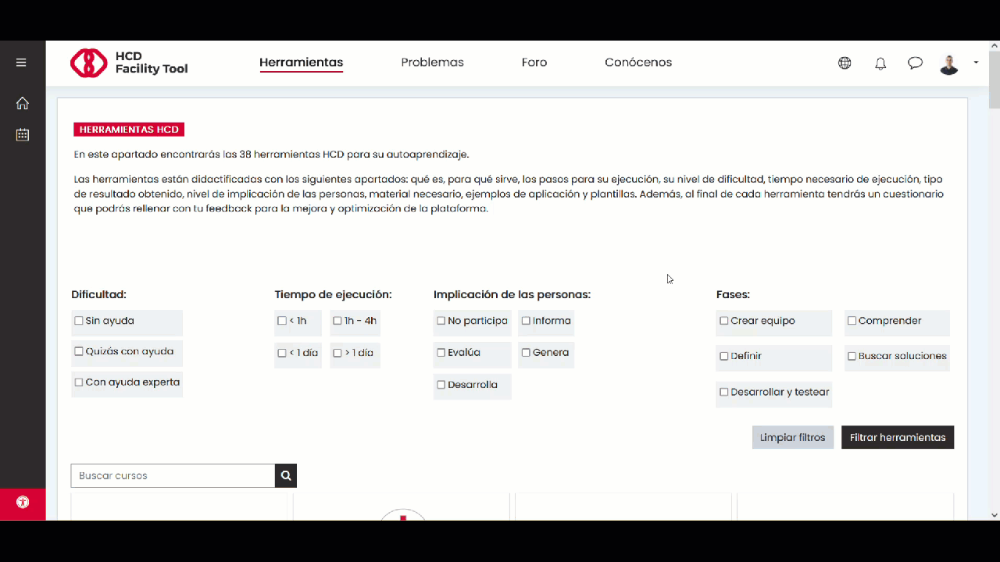 HCD
Facility Tool
Herramientas
Problemas
Foro
Conócenos
HERRAMIENTAS HCD
En este apartado encontrarás las 38 herramientas HCD para su autoaprendizaje.
Las herramientas están didactificadas con los siguientes apartados: qué es, para qué sirve, los pasos para su ejecución, su nivel de dificultad, tiempo necesario de ejecución, tipo
de resultado obtenido, nivel de implicación de las personas, material necesario, ejemplos de aplicación y plantillas. Además, al final de cada herramienta tendrás un cuestionario
que podrás rellenar con tu feedback para la mejora y optimización de la plataforma.
Dificultad:
Sin ayuda
Quizás con ayuda
Con ayuda experta
Tiempo de ejecución:
< 1h
1h - 4h
< 1 día
> 1 día
Implicación de las personas:
No participa
Informa
Evalúa
Genera
Desarrolla
Fases:
Crear equipo
Comprender
Definir
Buscar soluciones
Desarrollar y testear
Limpiar filtros
Filtrar herramientas
Buscar cursos